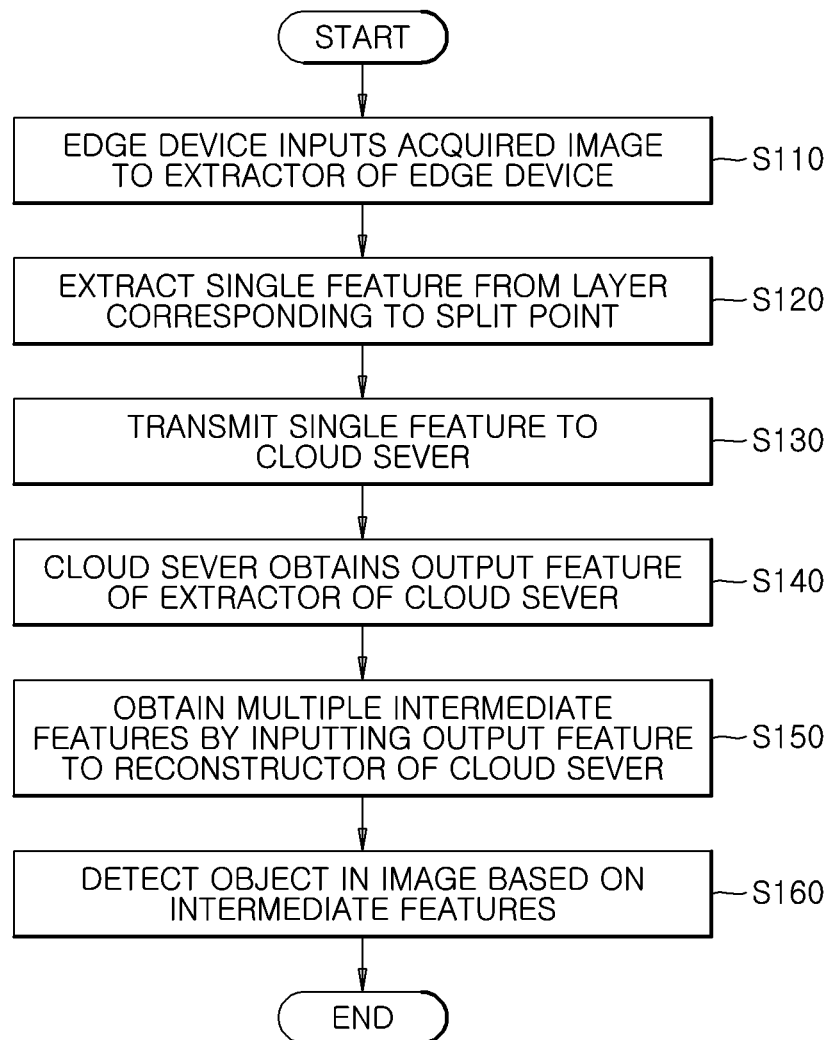 START
EDGE DEVICE INPUTS ACQUIRED IMAGE
TO EXTRACTOR OF EDGE DEVICE
S110
EXTRACT SINGLE FEATURE FROM LAYER
CORRESPONDING TO SPLIT POINT
S120
TRANSMIT SINGLE FEATURE TO
CLOUD SEVER
S130
CLOUD SEVER OBTAINS OUTPUT FEATURE
OF EXTRACTOR OF CLOUD SEVER
S140
OBTAIN MULTIPLE INTERMEDIATE
FEATURES BY INPUTTING OUTPUT FEATURE
TO RECONSTRUCTOR OF CLOUD SEVER
S150
DETECT OBJECT IN IMAGE BASED ON
INTERMEDIATE FEATURES
S160
END